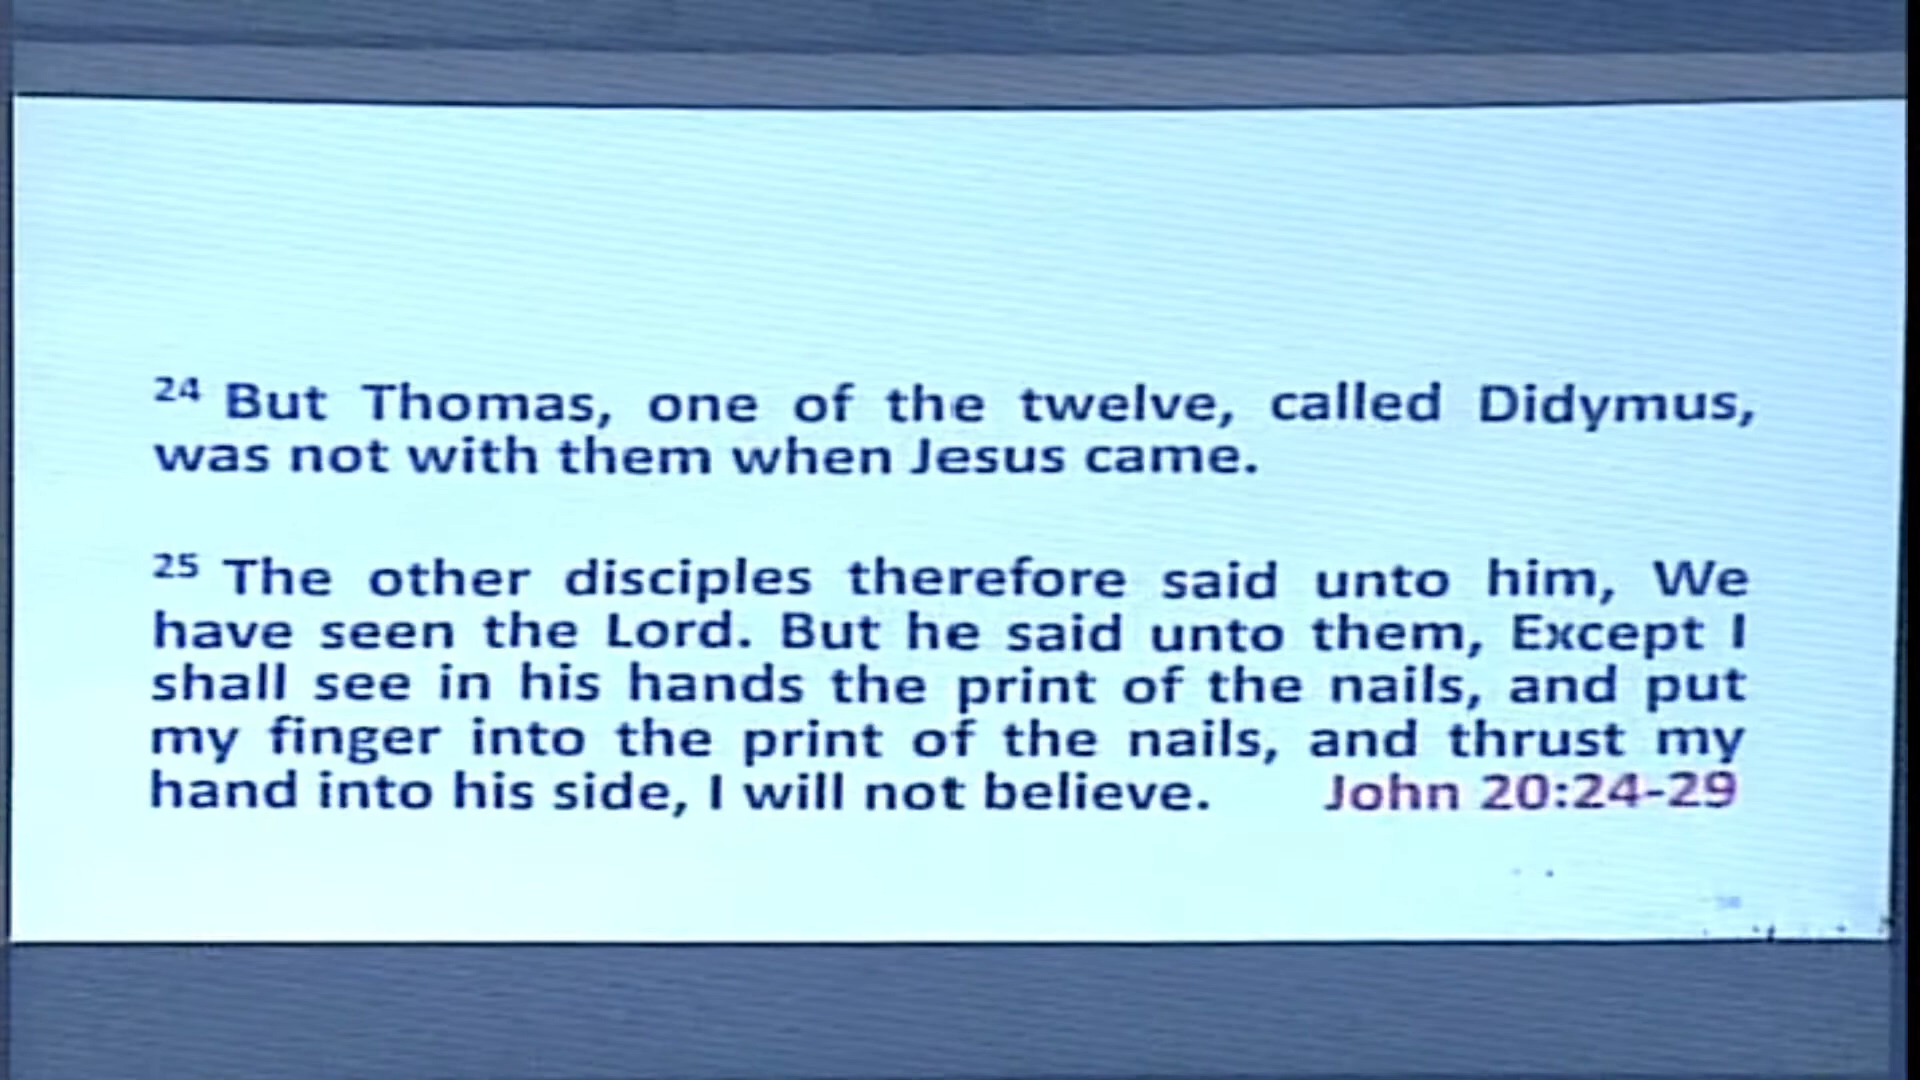 24 But Thomas, one of the twelve, called Didymus,
was not with them when Jesus came.
25 The other disciples therefore said unto him, We
have seen the Lord. But he said unto them, Except I
shall see in his hands the print of the nails, and put
my finger into the print of the nails, and thrust my
hand into his side, I will not believe. John 20:24-29